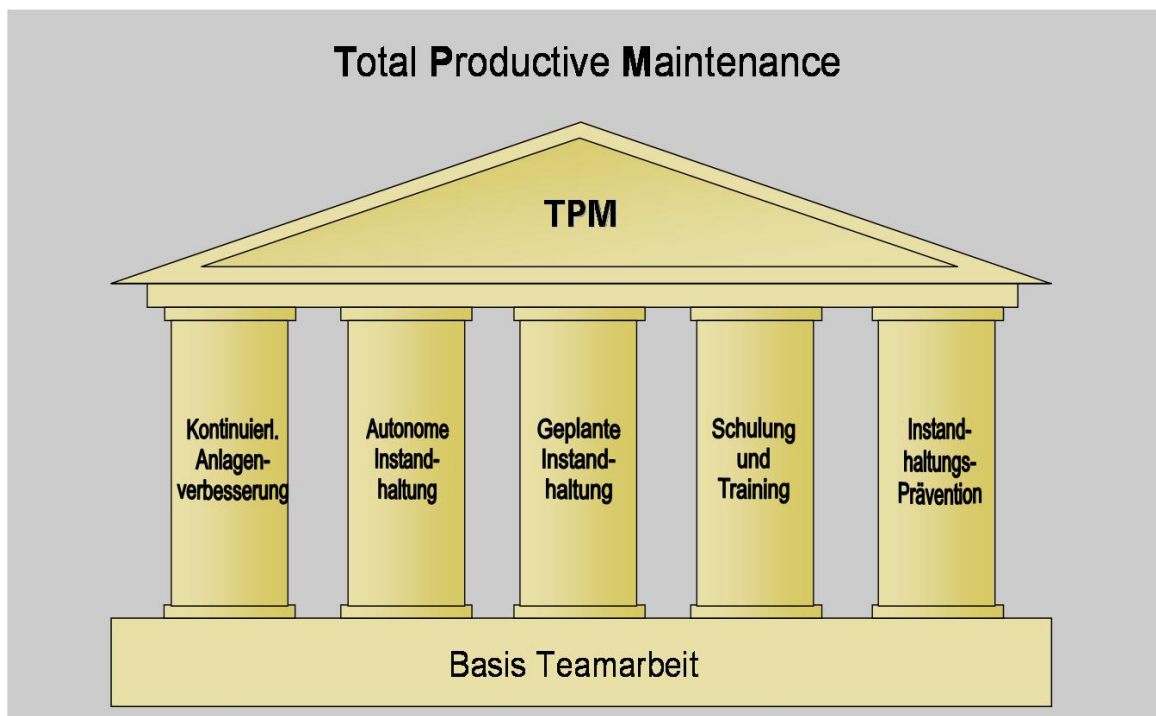 Total Productive Maintenance
TPM
Kontinuierl.
Anlagen-
verbesserung
Autonome
Instand-
haltung
Geplante
Instand-
haltung
Schulung
und
Training
Instand-
haltungs-
Prävention
Basis Teamarbeit